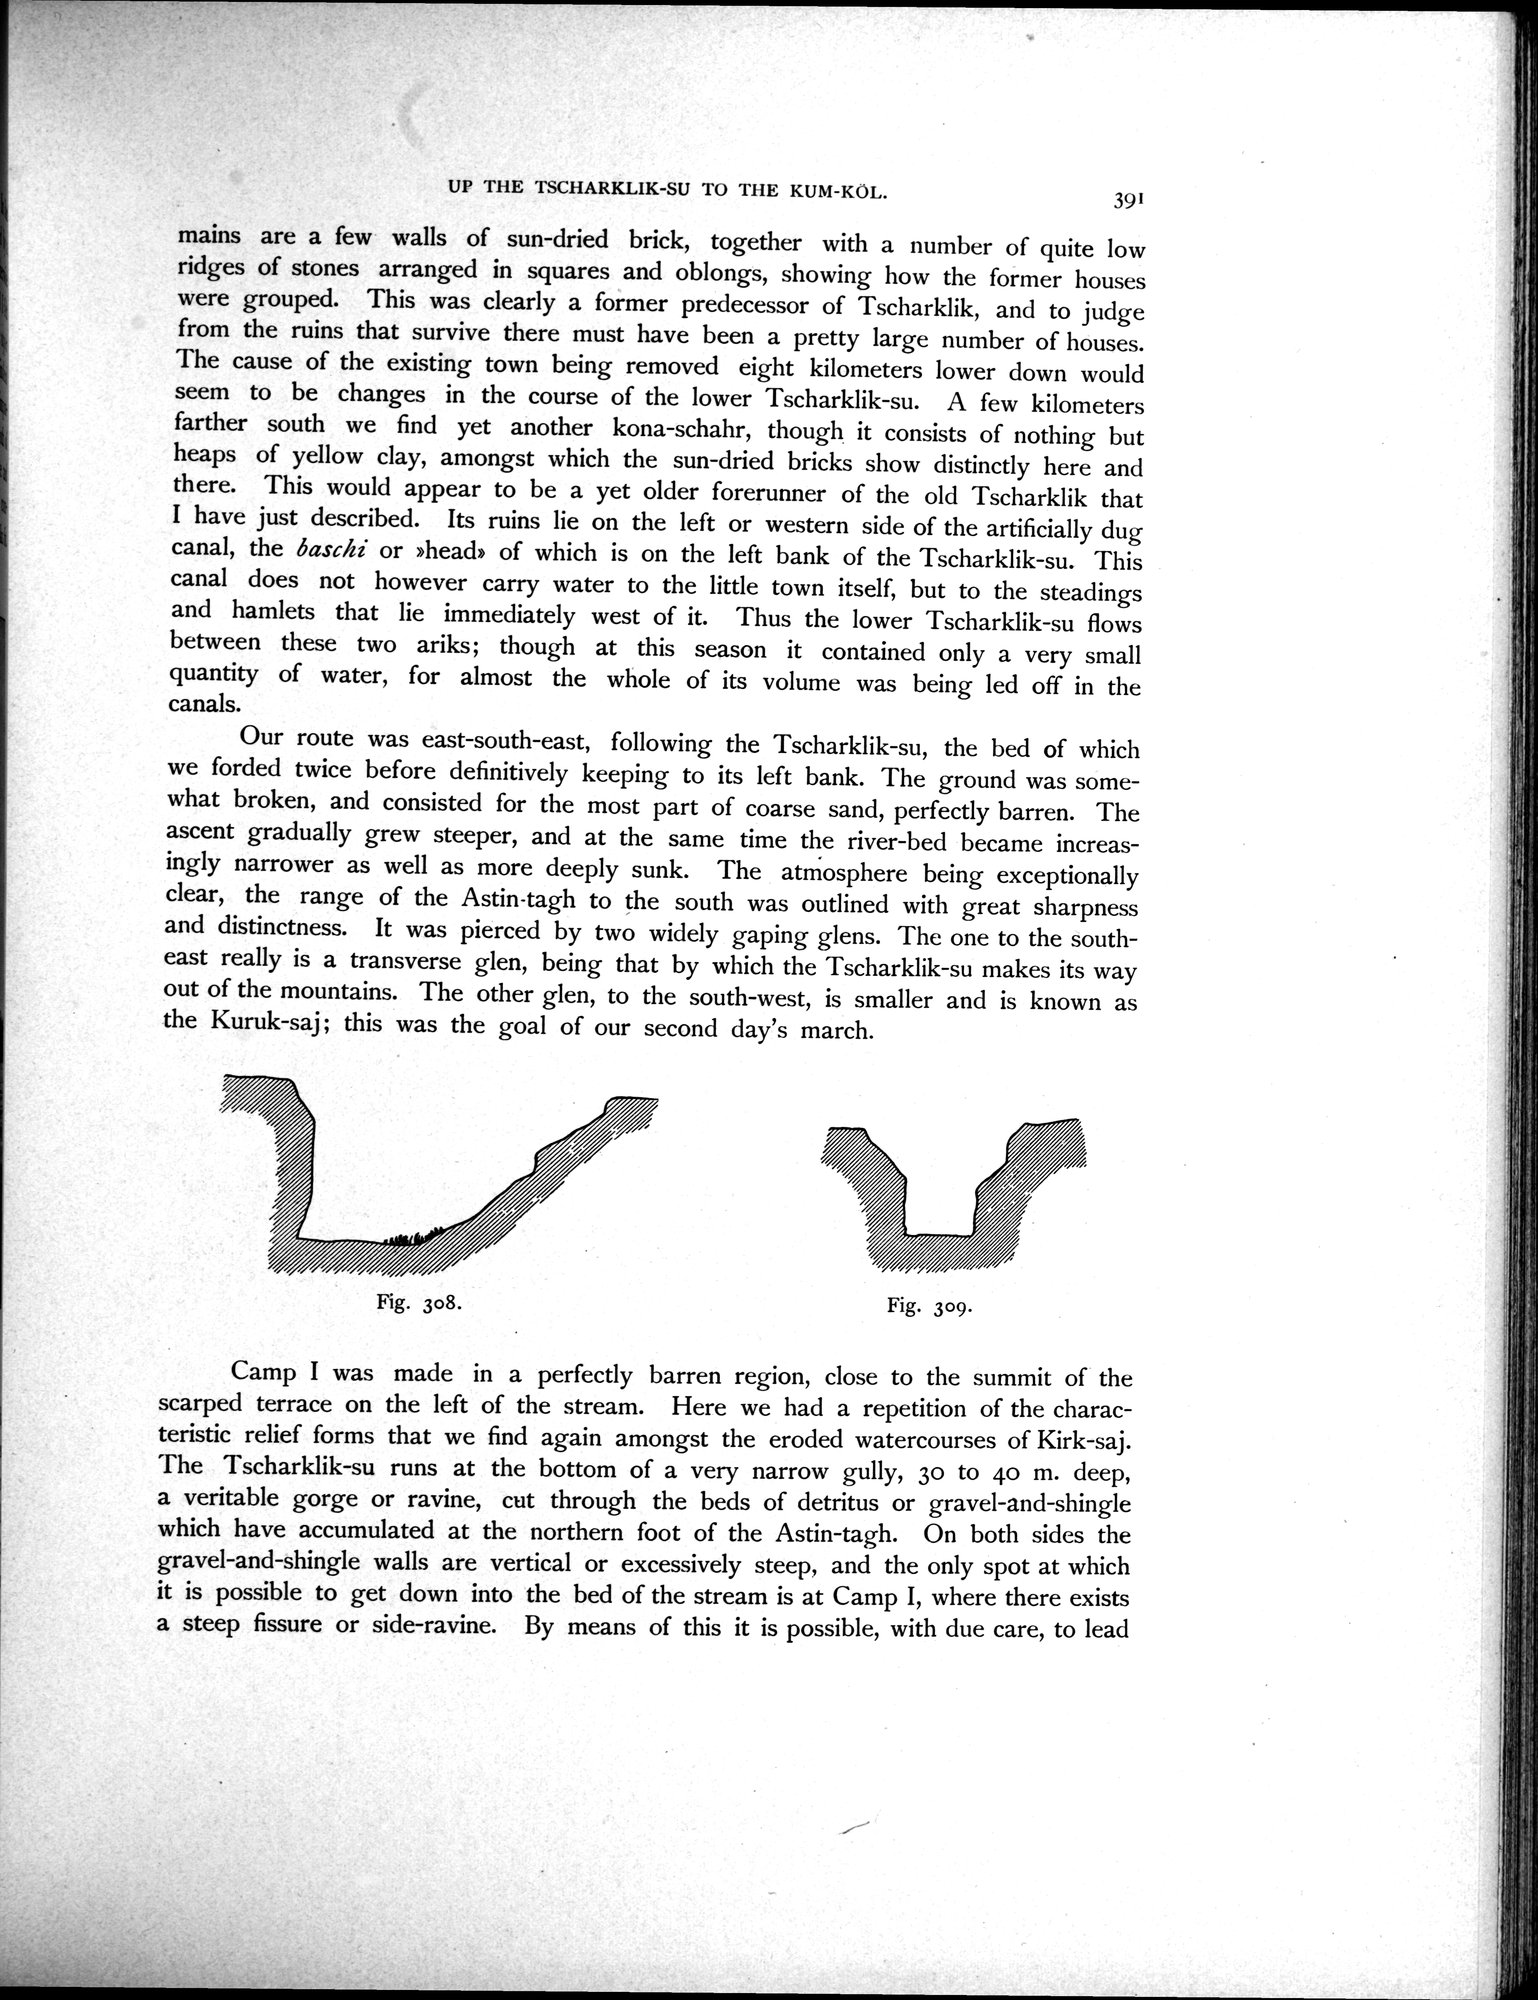 UP THE TSCHARKLIK-SU TO THE KUM-KÖL.
391
mains are a few walls of sun-dried brick, together with a number of quite low
ridges of stones arranged in squares and oblongs, showing how the former houses
were grouped. This was clearly a former predecessor of Tscharklik, and to judge
from the ruins that survive there must have been a pretty large number of houses.
The cause of the existing town being removed eight kilometers lower down would
seem to be changes in the course of the lower Tscharklik-su. A few kilometers
farther south we find yet another kona-schahr, though it consists of nothing but
heaps of yellow clay, amongst which the sun-dried bricks show distinctly here and
there. This would appear to be a yet older forerunner of the old Tscharklik that
I have just described. Its ruins lie on the left or western side of the artificially dug
canal, the baschi or »head» of which is on the left bank of the Tscharklik-su. This
canal does not however carry water to the little town itself, but to the steadings
and hamlets that lie immediately west of it. Thus the lower Tscharklik-su flows
between these two ariks; though at this season it contained only a very small
quantity of water, for almost the whole of its volume was being led off in the
canals.
Our route was east-south-east, following the Tscharklik-su, the bed of which
we forded twice before definitively keeping to its left bank. The ground was some-
what broken, and consisted for the most part of coarse sand, perfectly barren. The
ascent gradually grew steeper, and at the same time the river-bed became increas-
ingly narrower as well as more deeply sunk. The atmosphere being exceptionally
clear, the range of the Astin-tagh to the south was outlined with great sharpness
and distinctness. It was pierced by two widely gaping glens. The one to the south-
east really is a transverse glen, being that by which the Tscharklik-su makes its way
out of the mountains. The other glen, to the south-west, is smaller and is known as
the Kuruk-saj; this was the goal of our second day's march.
Fig. 308.
Fig. 309.
Camp I was made in a perfectly barren region, close to the summit of the
scarped terrace on the left of the stream. Here we had a repetition of the charac-
teristic relief forms that we find again amongst the eroded watercourses of Kirk-saj.
The Tscharklik-su runs at the bottom of a very narrow gully, 30 to 40 m. deep,
a veritable gorge or ravine, cut through the beds of detritus or gravel-and-shingle
which have accumulated at the northern foot of the Astin-tagh. On both sides the
gravel-and-shingle walls are vertical or excessively steep, and the only spot at which
it is possible to get down into the bed of the stream is at Camp I, where there exists
a steep fissure or side-ravine. By means of this it is possible, with due care, to lead